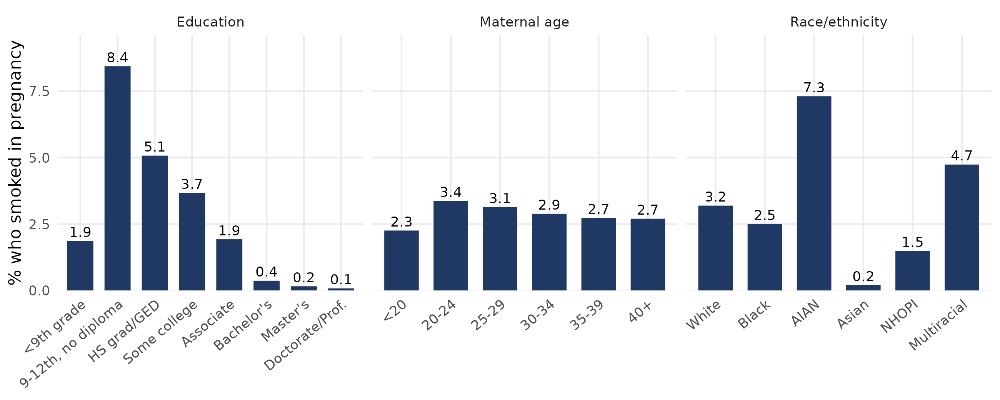 Education
Maternal age
Race/ethnicity
% who smoked in pregnancy
7.5
5.0
2.5
0.0
1.9
8.4
5.1
3.7
1.9
0.4
0.2
0.1
2.3
3.4
3.1
2.9
2.7
2.7
3.2
2.5
7.3
0.2
1.5
4.7
<9th grade
9-12th, no diploma
HS grad/GED
Some college
Associate
Bachelor's
Master's
Doctorate/Prof.
<20
20-24
25-29
30-34
35-39
40+
White
Black
AIAN
Asian
NHOPI
Multiracial